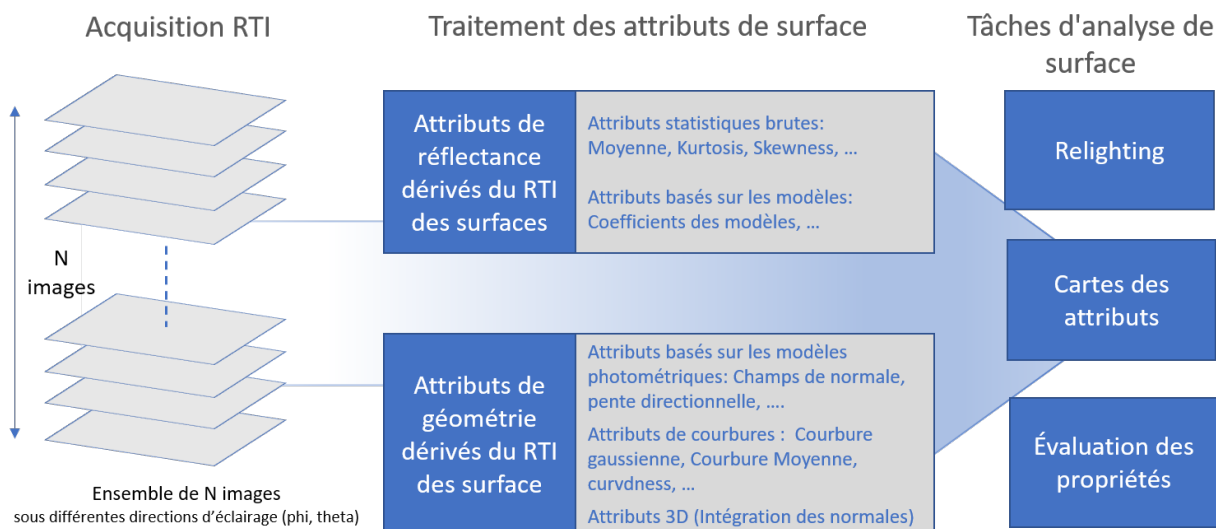 Acquisition RTI
Traitement des attributs de surface
Tâches d'analyse de
surface
N
images
Ensemble de N images
sous différentes directions d'éclairage (phi, theta)
Attributs de
réflectance
dérivés du RTI
des surfaces
Attributs statistiques brutes:
Moyenne, Kurtosis, Skewness, ...
Attributs basés sur les modèles:
Coefficients des modèles, ...
Attributs de
géométrie
dérivés du RTI
des surface
Attributs basés sur les modèles
photométriques: Champs de normale,
pente directionnelle, ....
Attributs de courbures :  Courbure
gaussienne, Courbure Moyenne,
curvdness, ...
Attributs 3D (Intégration des normales)
Relighting
Cartes des
attributs
Évaluation des
propriétés